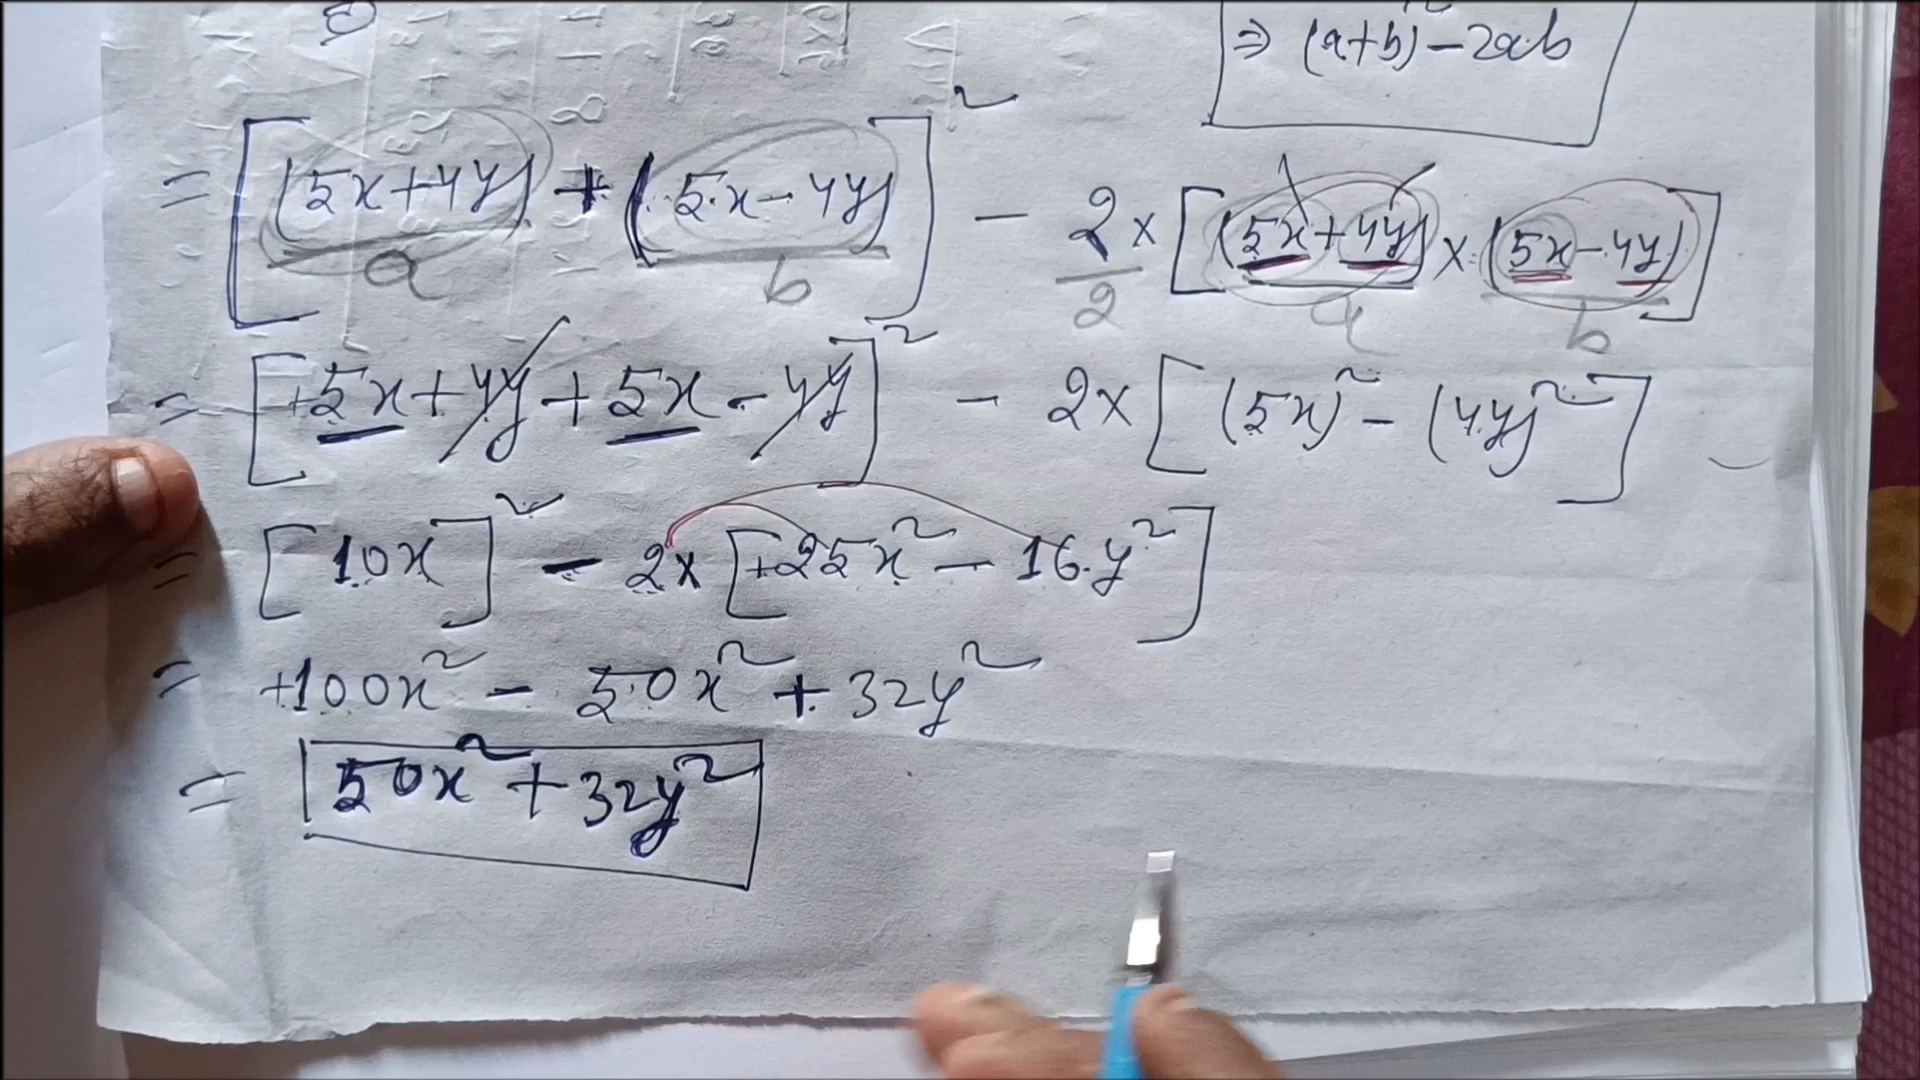 ⇒ (a+b)² - 2ab
= [(5x+4y) + (5x-4y)]² - 2 × [(5x+4y) × (5x-4y)]
a b 2 a b
= [+5x+4y+5x-4y]² - 2× [(5x)² - (4y)²]
= [10x]² - 2× [+25x² - 16y²]
= +100x² - 50x² + 32y²
= 50x² + 32y²